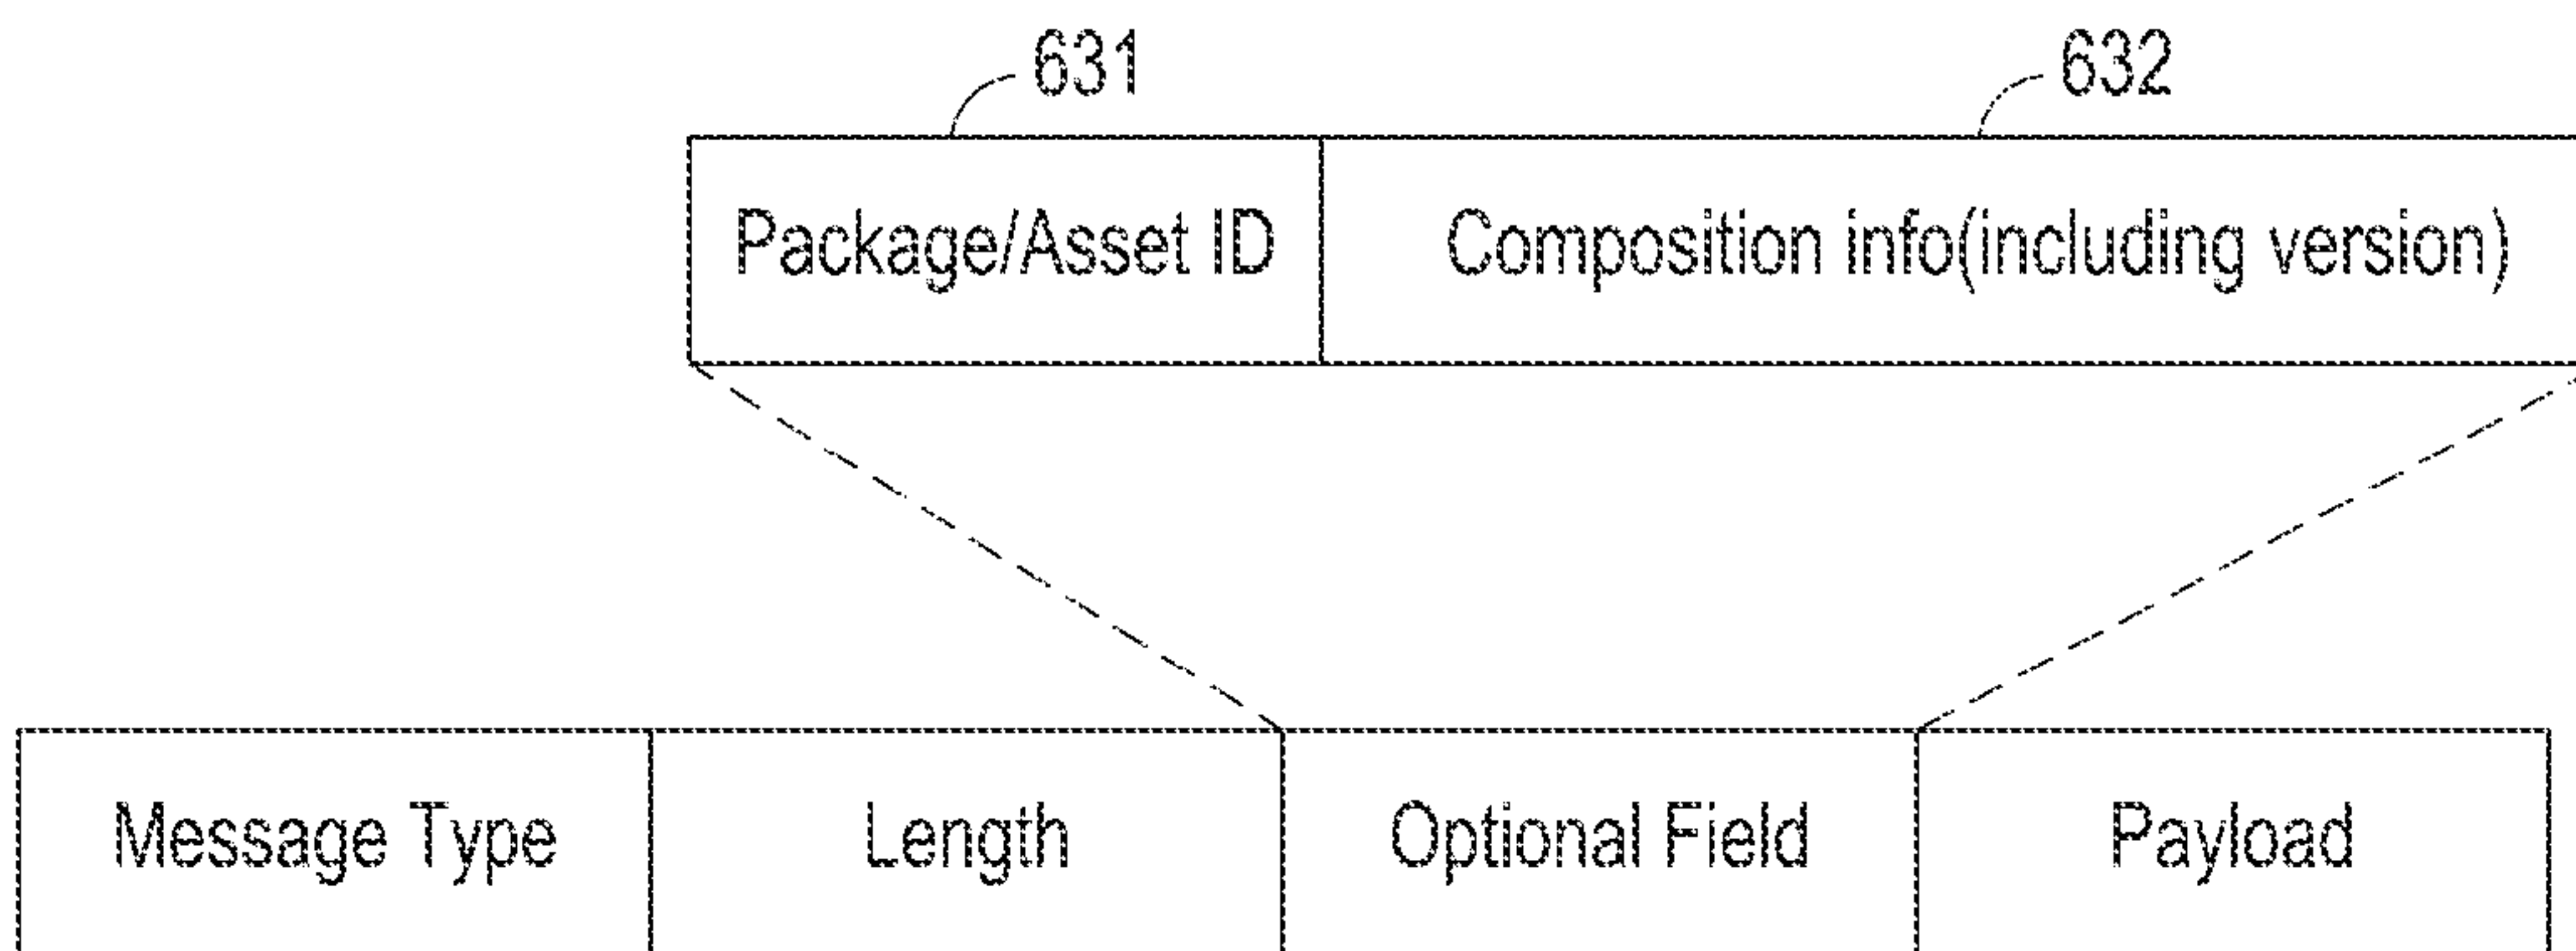 631 632
Package/Asset ID Composition info(including version)
Message Type Length Optional Field Payload